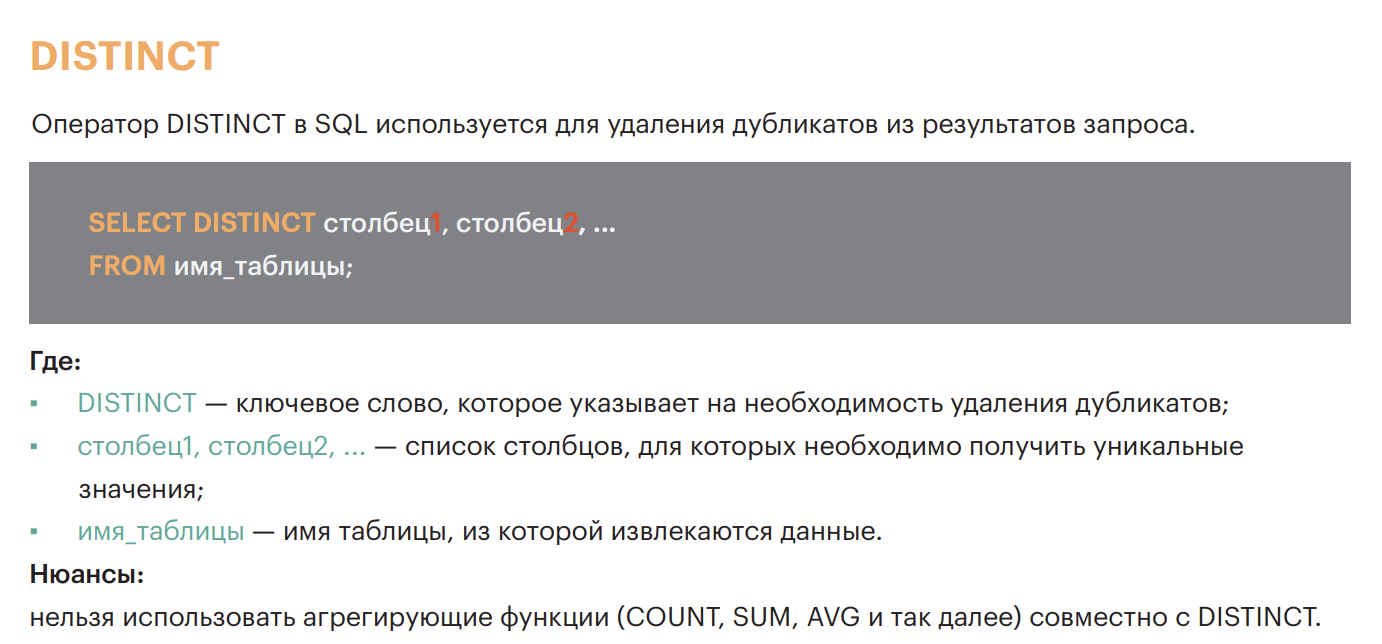 DISTINCT
Оператор DISTINCT в SQL используется для удаления дубликатов из результатов запроса.
SELECT DISTINCT столбец1, столбец2, ...
FROM имя_таблицы;
Где:
▪ DISTINCT — ключевое слово, которое указывает на необходимость удаления дубликатов;
▪ столбец1, столбец2, ... — список столбцов, для которых необходимо получить уникальные
значения;
▪ имя_таблицы — имя таблицы, из которой извлекаются данные.
Нюансы:
нельзя использовать агрегирующие функции (COUNT, SUM, AVG и так далее) совместно с DISTINCT.